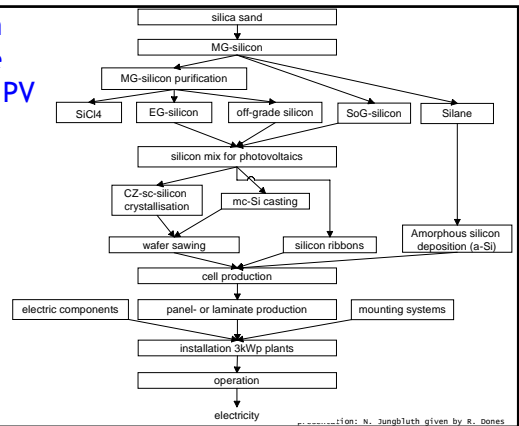 PV
silica sand
MG-silicon
MG-silicon purification
SiCl4
EG-silicon
off-grade silicon
SoG-silicon
Silane
silicon mix for photovoltaics
CZ-sc-silicon
crystallisation
mc-Si casting
wafer sawing
silicon ribbons
Amorphous silicon
deposition (a-Si)
cell production
electric components
panel- or laminate production
mounting systems
installation 3kWp plants
operation
electricity
N. Jungbluth given by R. Dones